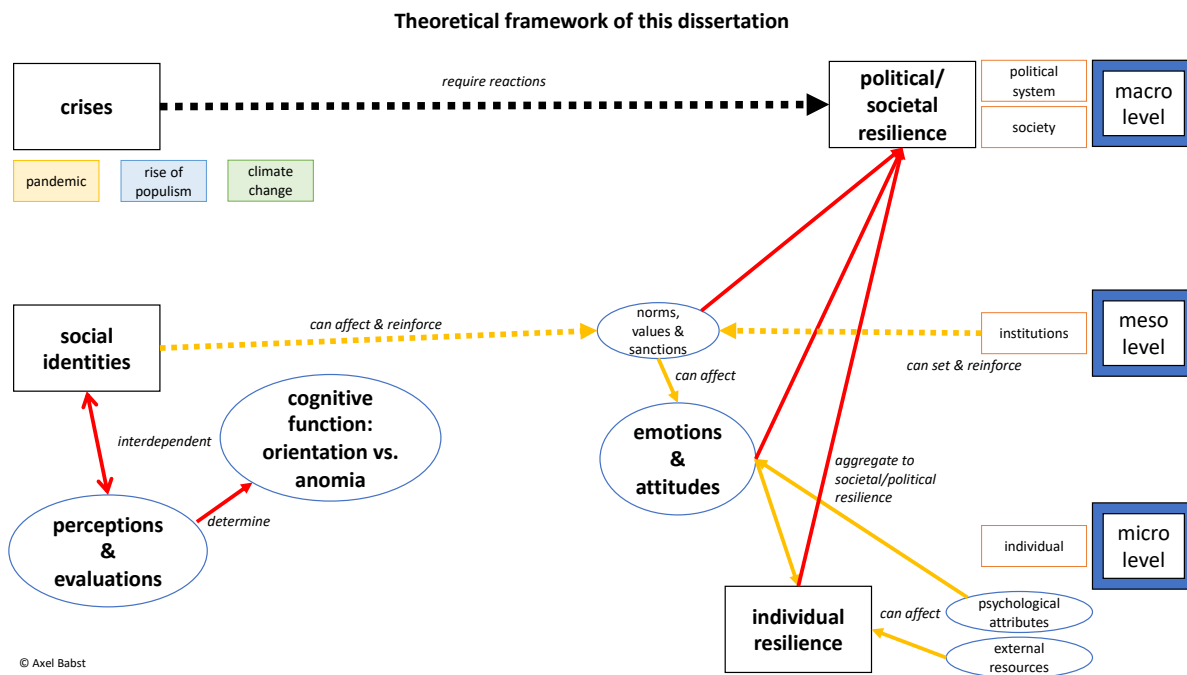 Theoretical framework of this dissertation
crises
require reactions
political/
societal
resilience
political
system
society
macro
level
pandemic
rise of
populism
climate
change
social
identities
can affect & reinforce
norms,
values &
sanctions
institutions
can set & reinforce
meso
level
can affect
interdependent
cognitive
function:
orientation vs.
anomia
emotions
&
attitudes
aggregate to
societal/political
resilience
perceptions
&
evaluations
determine
individual
micro
level
individual
resilience
can affect
psychological
attributes
external
resources
© Axel Babst